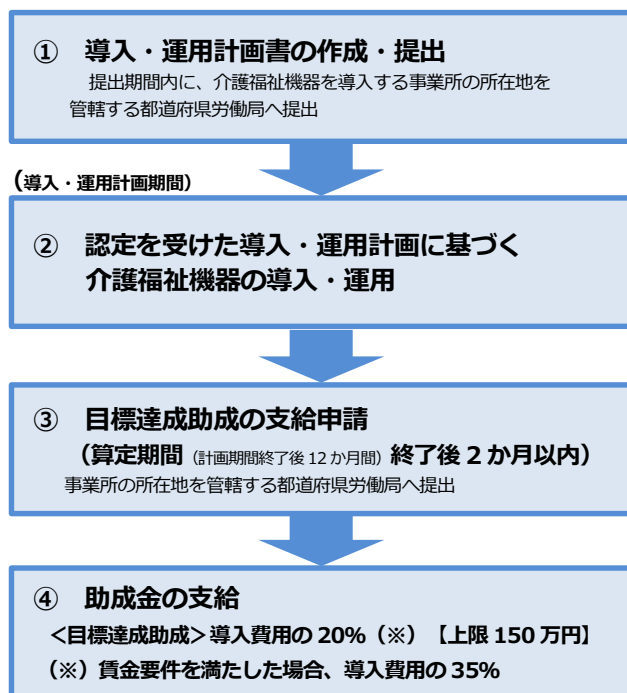 ① 導入・運用計画書の作成・提出
提出期間内に、介護福祉機器を導入する事業所の所在地を
管轄する都道府県労働局へ提出
(導入・運用計画期間)
② 認定を受けた導入・運用計画に基づく
介護福祉機器の導入・運用
③ 目標達成助成の支給申請
(算定期間(計画期間終了後 12 か月間)終了後 2 か月以内)
事業所の所在地を管轄する都道府県労働局へ提出
④ 助成金の支給
＜目標達成助成＞導入費用の 20%(※)【上限 150 万円】
(※)賃金要件を満たした場合、導入費用の 35%